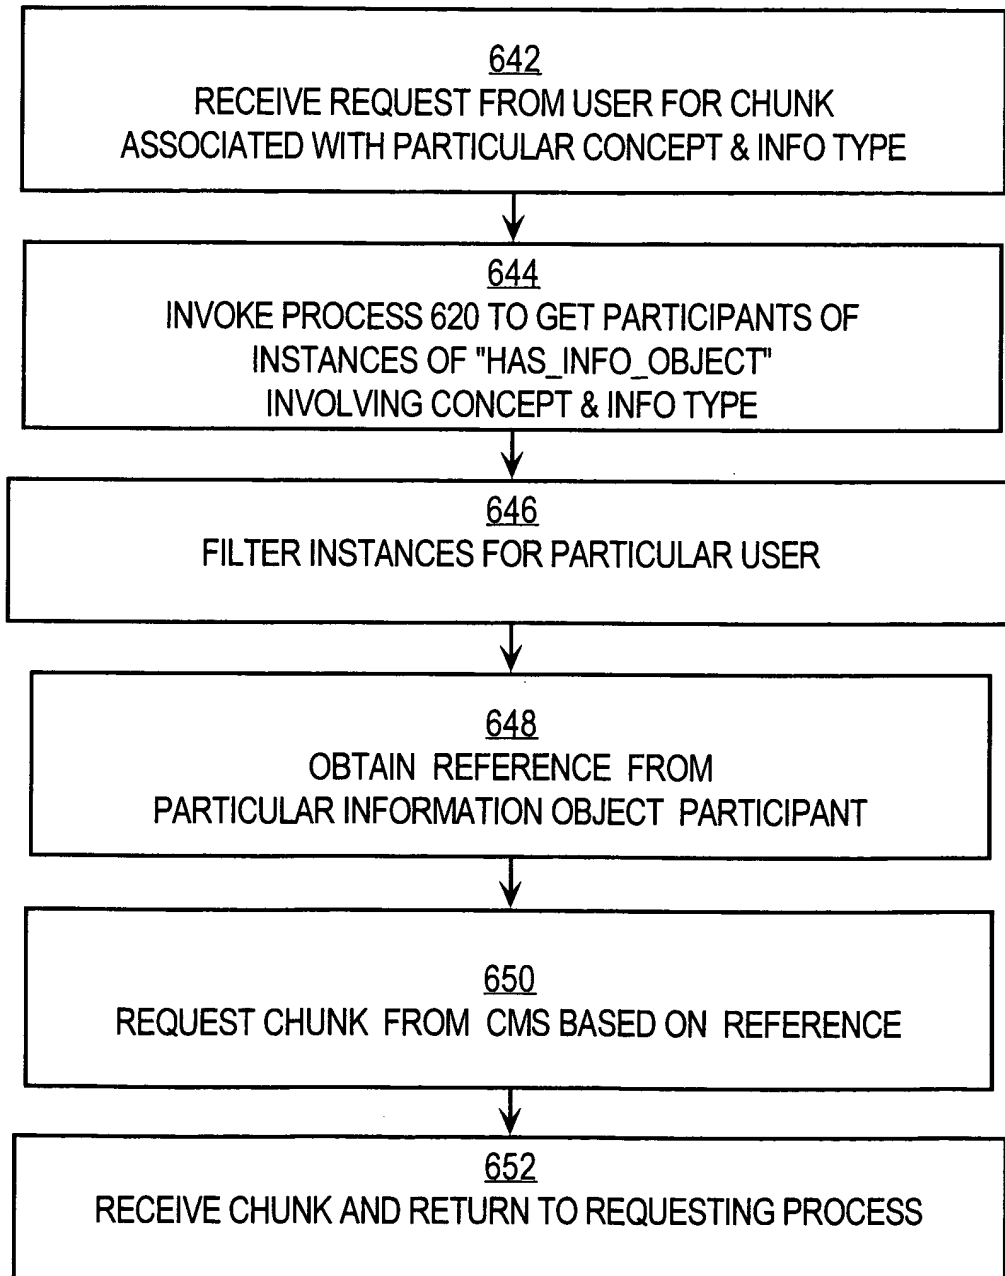 642
RECEIVE REQUEST FROM USER FOR CHUNK
ASSOCIATED WITH PARTICULAR CONCEPT & INFO TYPE
644
INVOKE PROCESS 620 TO GET PARTICIPANTS OF
INSTANCES OF "HAS_INFO_OBJECT"
INVOLVING CONCEPT & INFO TYPE
646
FILTER INSTANCES FOR PARTICULAR USER
648
OBTAIN REFERENCE FROM
PARTICULAR INFORMATION OBJECT PARTICIPANT
650
REQUEST CHUNK FROM CMS BASED ON REFERENCE
652
RECEIVE CHUNK AND RETURN TO REQUESTING PROCESS